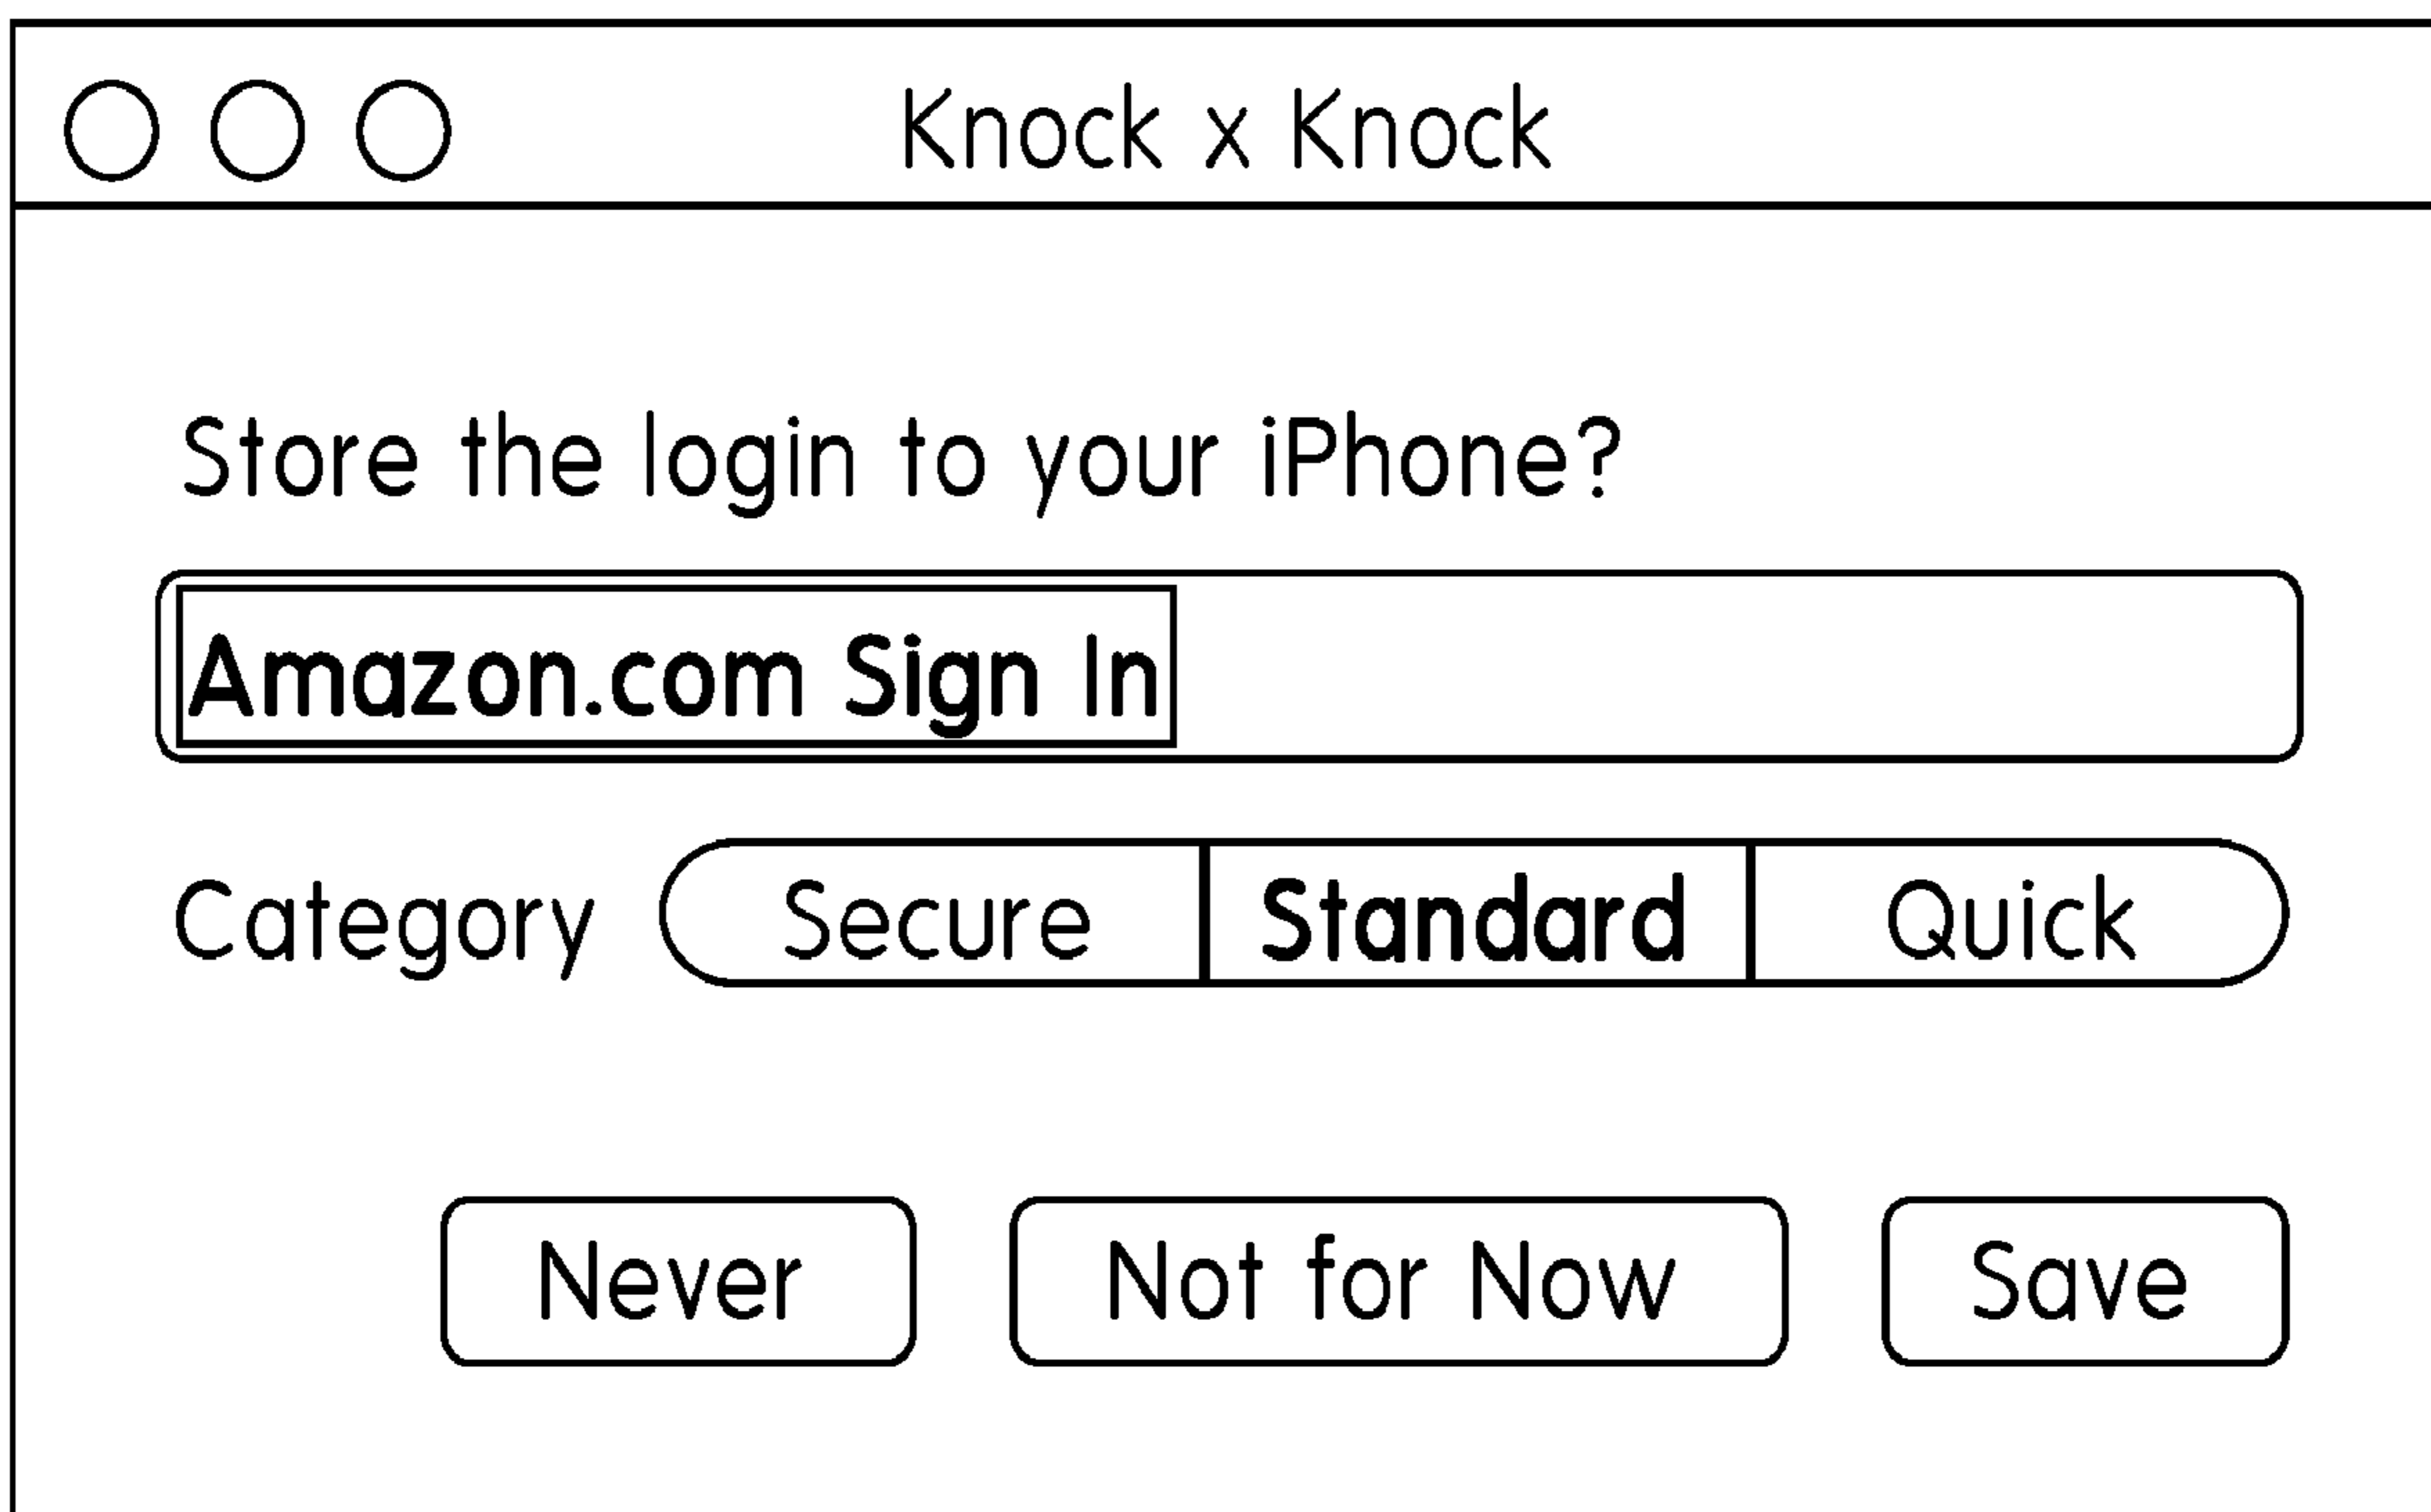 Knock x Knock
Store the login to your iPhone?
Amazon.com Sign In
Category Secure Standard Quick
Never Not for Now Save